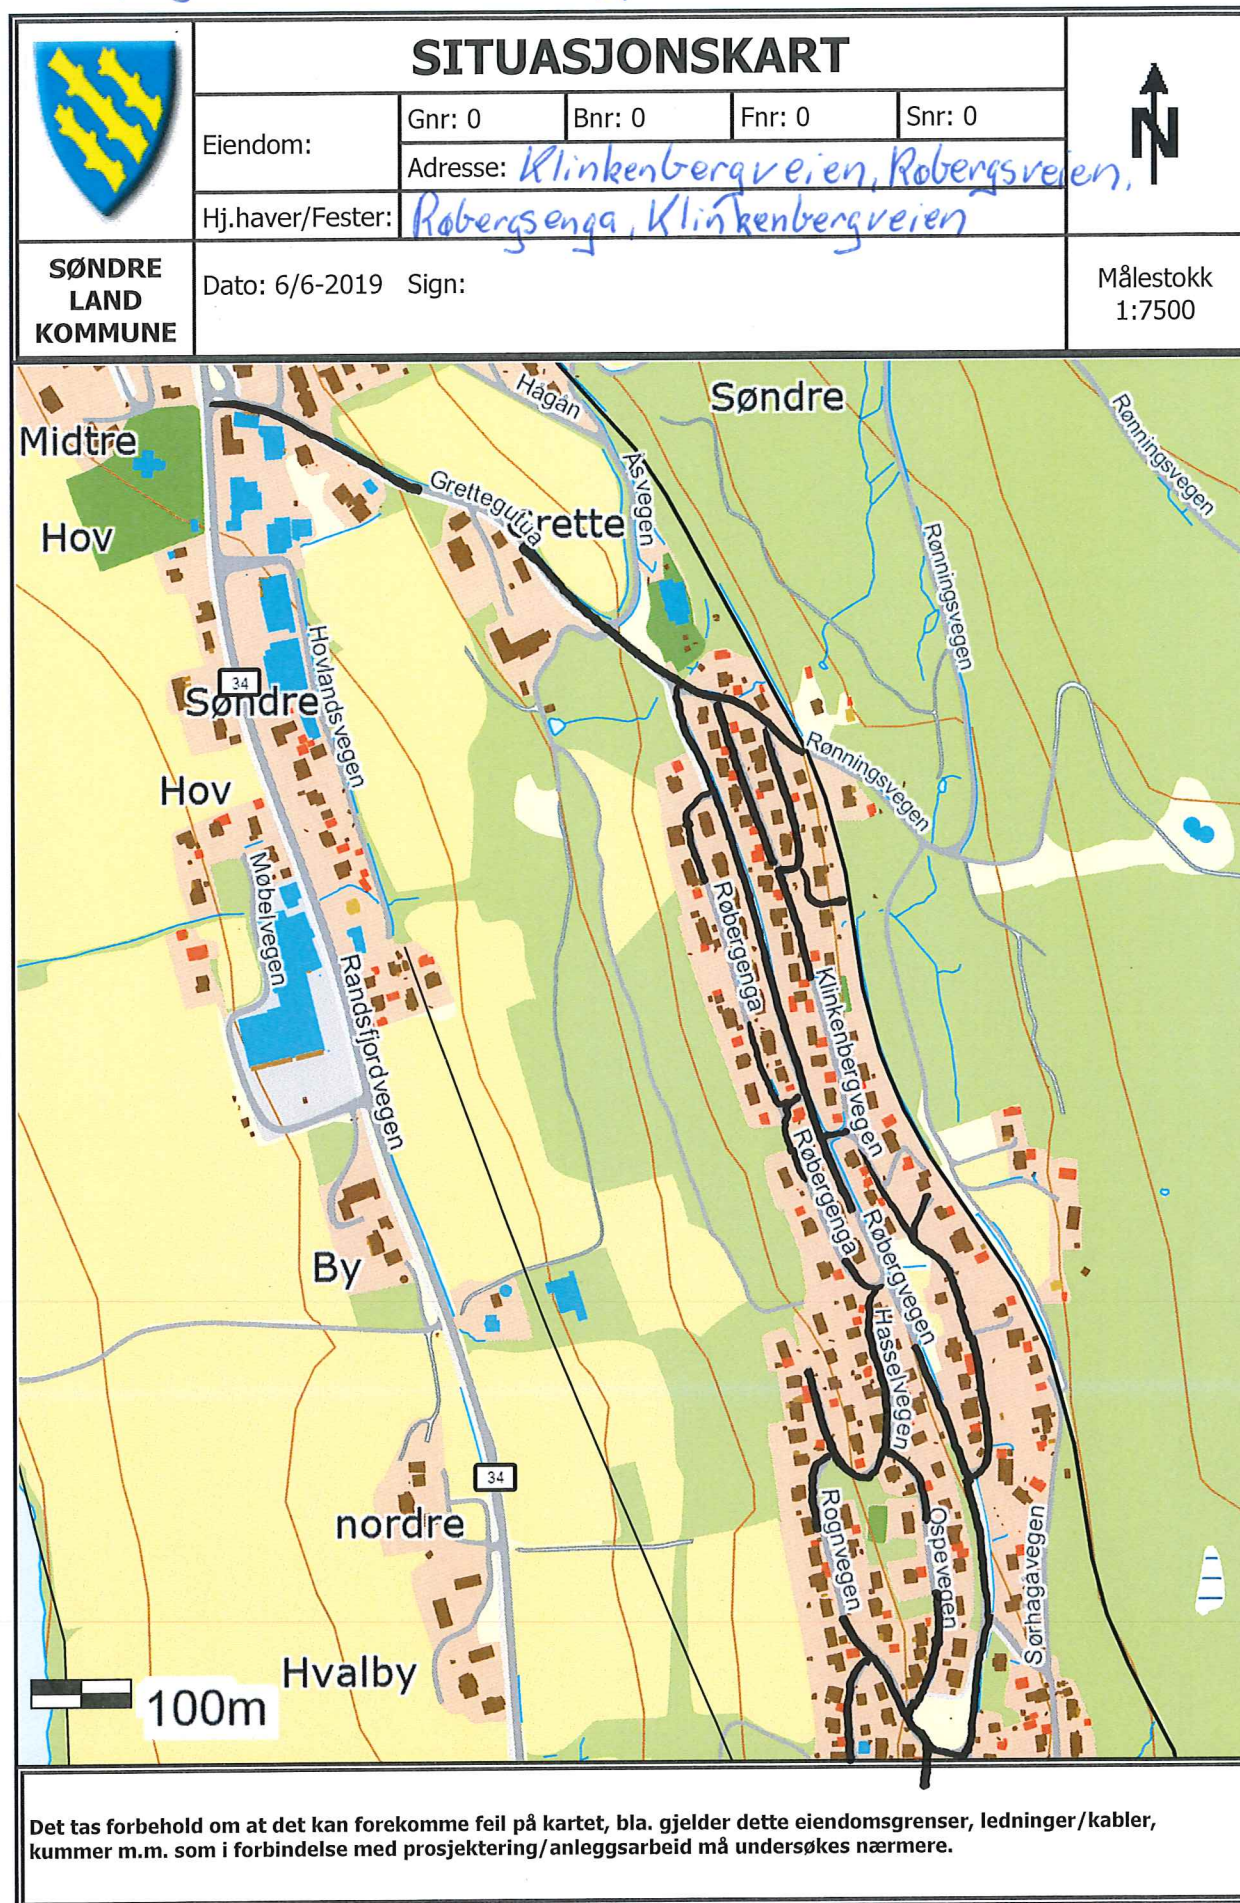 SITUASJONSKART
Eiendom:
Gnr: 0
Bnr: 0
Fnr: 0
Snr: 0
Adresse: Klinkenbergveien, Røbergsveien,
Hj.haver/Fester: Røbergsenga, Klinkenbergveien
N
SØNDRE
LAND
KOMMUNE
Dato: 6/6-2019 Sign:
Målestokk
1:7500
Hågån
Søndre
Rønningsvegen
Midtre
Grettegutua
Åsvegen
Grette
Hov
Rønningsvegen
Hovlandsvegen
34
Søndre
Rønningsvegen
Hov
Møbelvegen
Røbergenga
Randsfjordvegen
Klinkenbergvegen
Røbergenga
Røbergvegen
By
Hasselvegen
34
nordre
Rognvegen
Ospevegen
Sørhagavegen
Hvalby
100m
Det tas forbehold om at det kan forekomme feil på kartet, bla. gjelder dette eiendomsgrenser, ledninger/kabler,
kummer m.m. som i forbindelse med prosjektering/anleggsarbeid må undersøkes nærmere.